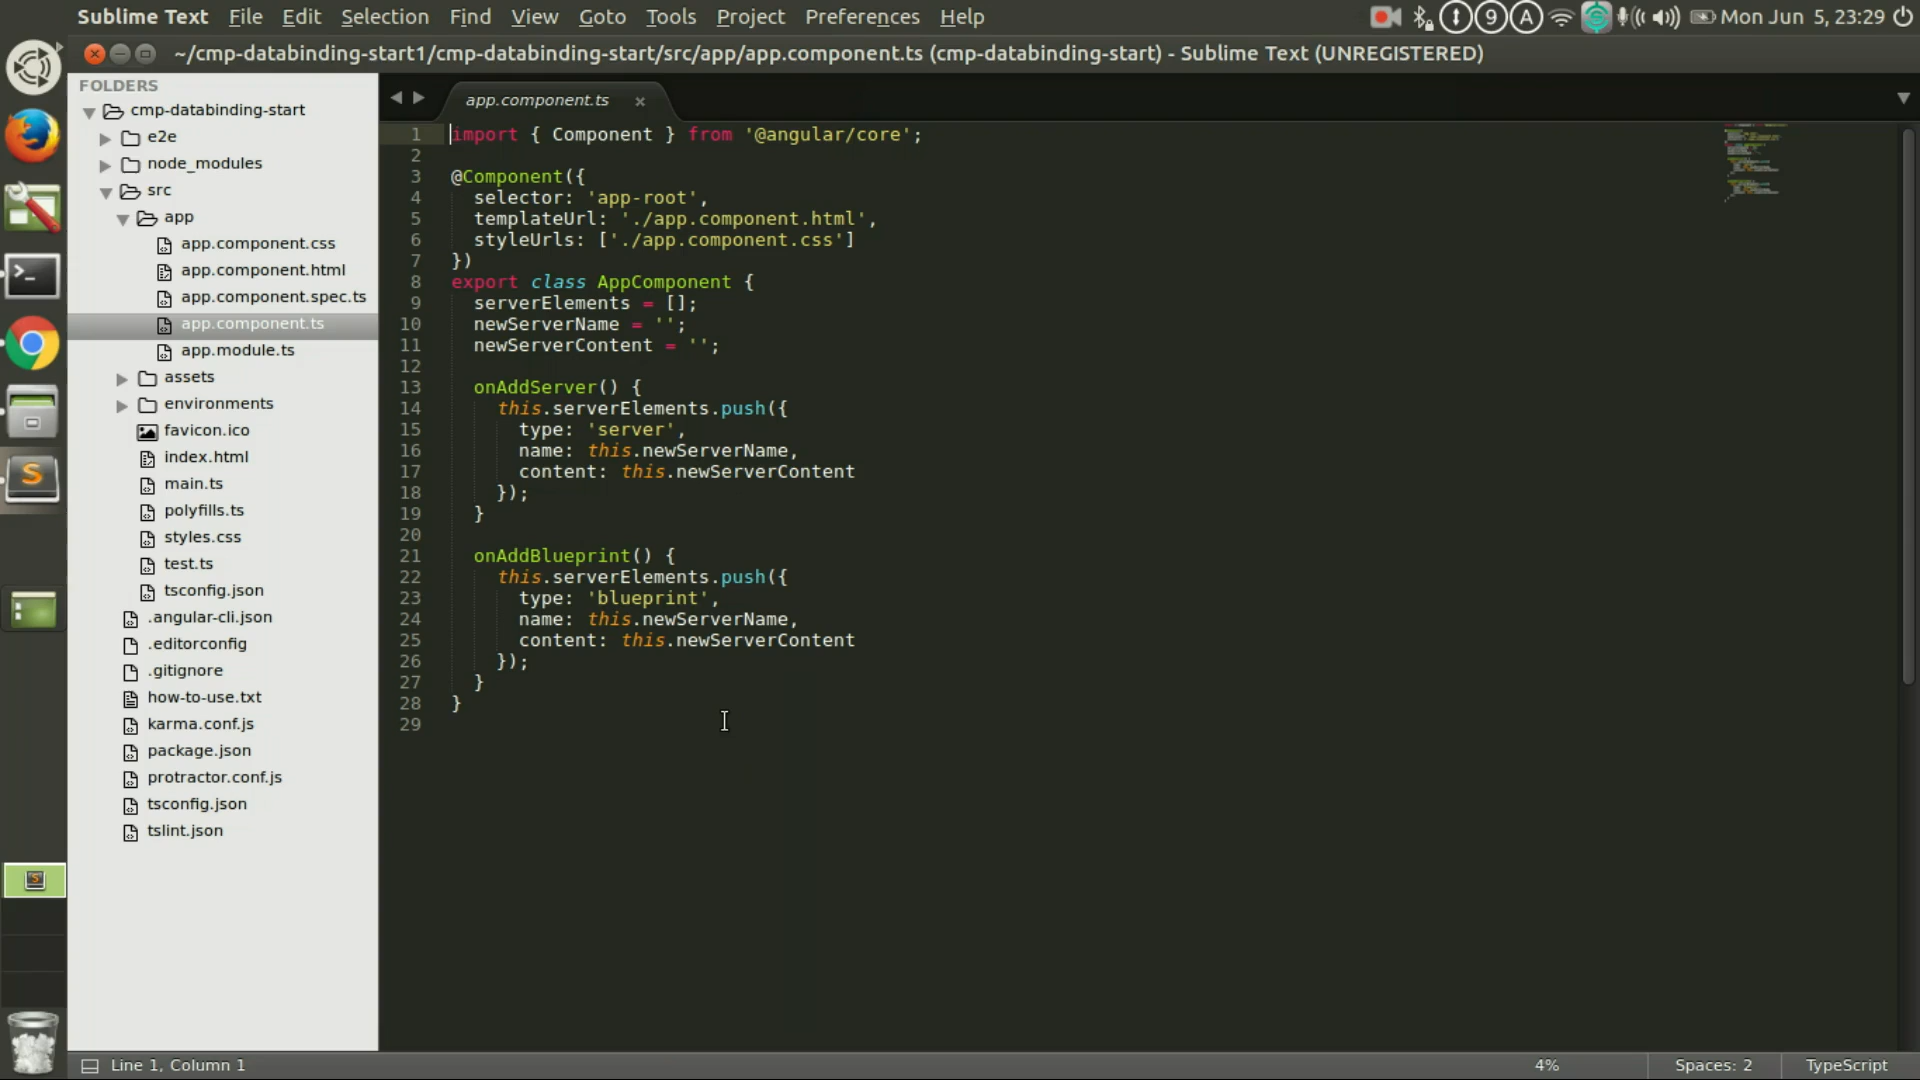 Sublime Text File Edit Selection Find View Goto Tools Project Preferences Help 9 A Mon Jun 5, 23:29
~/cmp-databinding-start1/cmp-databinding-start/src/app/app.component.ts (cmp-databinding-start) - Sublime Text (UNREGISTERED)
FOLDERS
cmp-databinding-start
e2e
node_modules
src
app
app.component.css
app.component.html
app.component.spec.ts
app.component.ts
app.module.ts
assets
environments
favicon.ico
index.html
main.ts
polyfills.ts
styles.css
test.ts
tsconfig.json
.angular-cli.json
.editorconfig
.gitignore
how-to-use.txt
karma.conf.js
package.json
protractor.conf.js
tsconfig.json
tslint.json
app.component.ts ×
1 import { Component } from '@angular/core';
2
3 @Component({
4   selector: 'app-root',
5   templateUrl: './app.component.html',
6   styleUrls: ['./app.component.css']
7 })
8 export class AppComponent {
9   serverElements = [];
10   newServerName = '';
11   newServerContent = '';
12
13   onAddServer() {
14     this.serverElements.push({
15       type: 'server',
16       name: this.newServerName,
17       content: this.newServerContent
18     });
19   }
20
21   onAddBlueprint() {
22     this.serverElements.push({
23       type: 'blueprint',
24       name: this.newServerName,
25       content: this.newServerContent
26     });
27   }
28 }
29
Line 1, Column 1 4% Spaces: 2 TypeScript